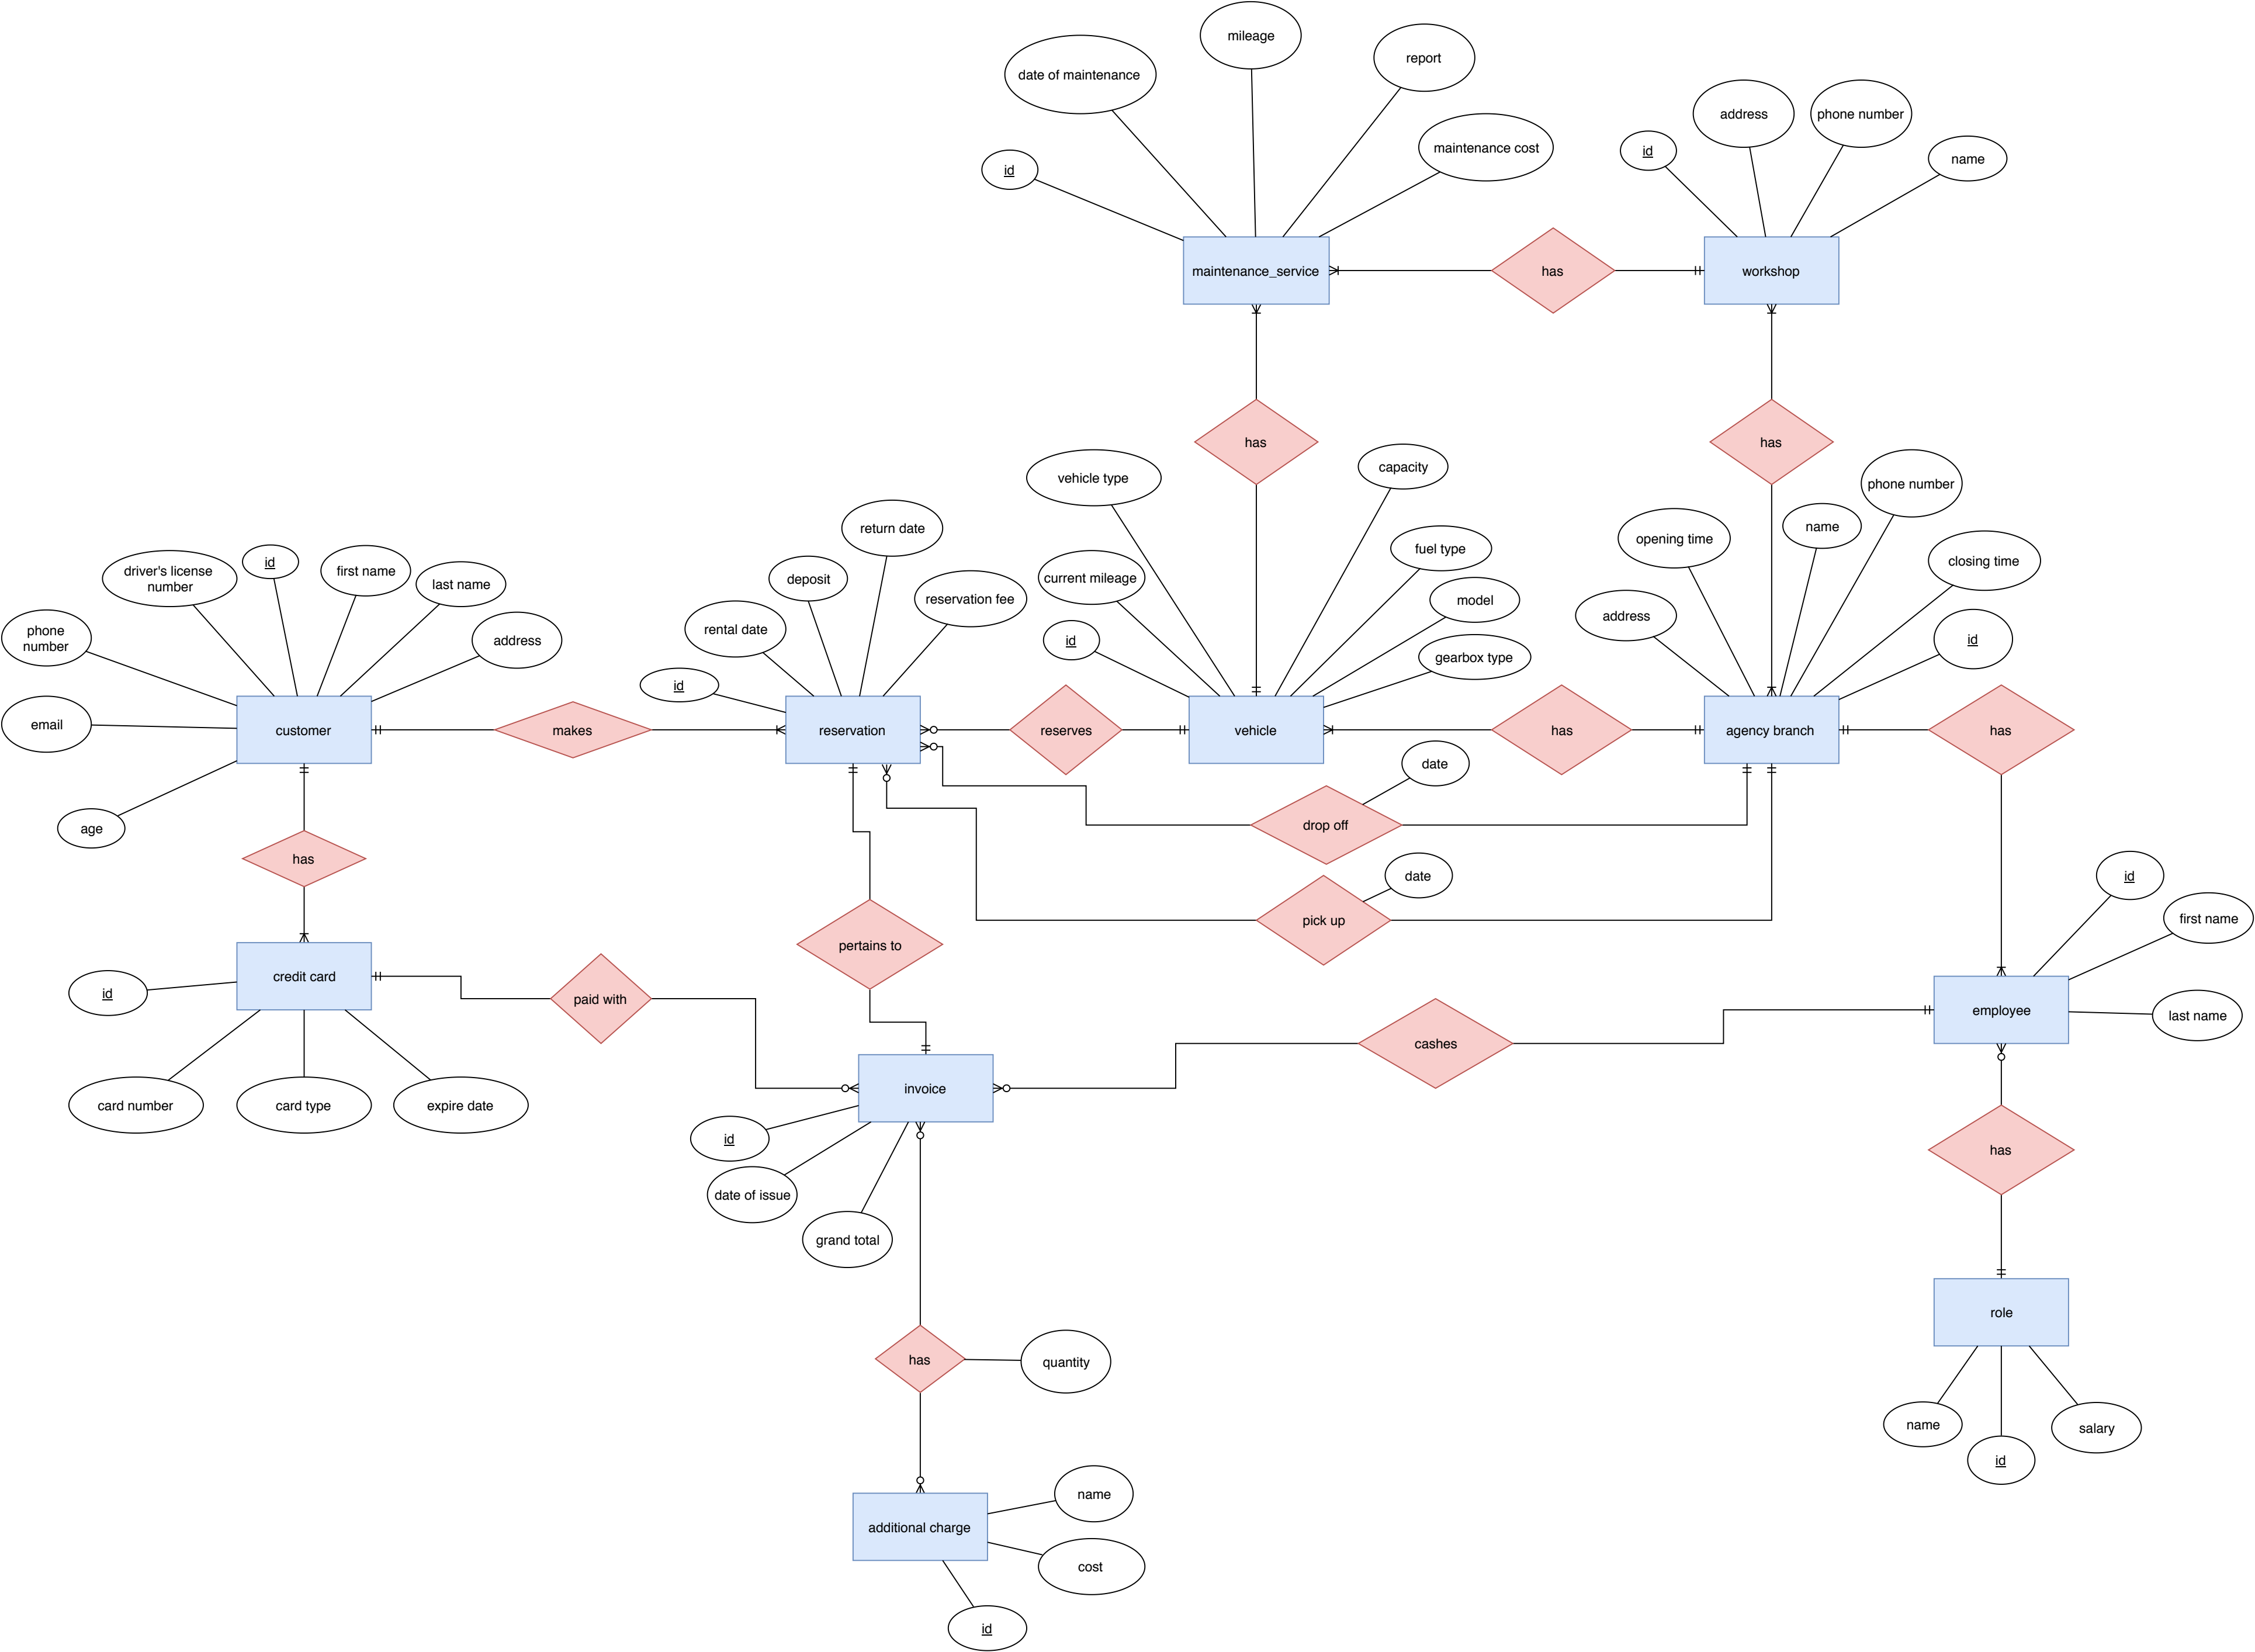 mileage
report
date of maintenance
address
phone number
maintenance cost
id
name
id
maintenance_service
has
workshop
has
has
capacity
vehicle type
phone number
return date
name
opening time
fuel type
closing time
id
first name
driver's license
number
current mileage
deposit
last name
reservation fee
model
address
rental date
phone
number
address
id
id
gearbox type
id
email
customer
makes
reservation
reserves
vehicle
has
agency branch
has
date
drop off
age
has
date
id
first name
pick up
pertains to
credit card
id
paid with
employee
last name
cashes
invoice
card number
card type
expire date
id
has
date of issue
grand total
role
has
quantity
name
salary
id
name
additional charge
cost
id